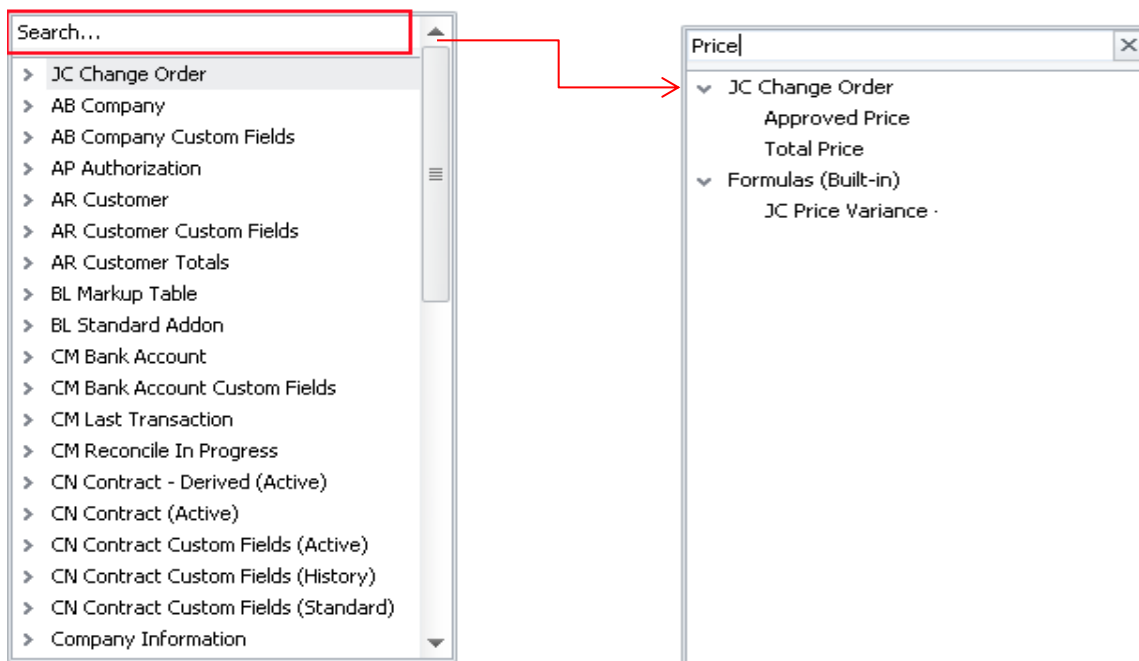 Search...
JC Change Order
AB Company
AB Company Custom Fields
AP Authorization
AR Customer
AR Customer Custom Fields
AR Customer Totals
BL Markup Table
BL Standard Addon
CM Bank Account
CM Bank Account Custom Fields
CM Last Transaction
CM Reconcile In Progress
CN Contract - Derived (Active)
CN Contract (Active)
CN Contract Custom Fields (Active)
CN Contract Custom Fields (History)
CN Contract Custom Fields (Standard)
Company Information
Price
JC Change Order
Approved Price
Total Price
Formulas (Built-in)
JC Price Variance ·